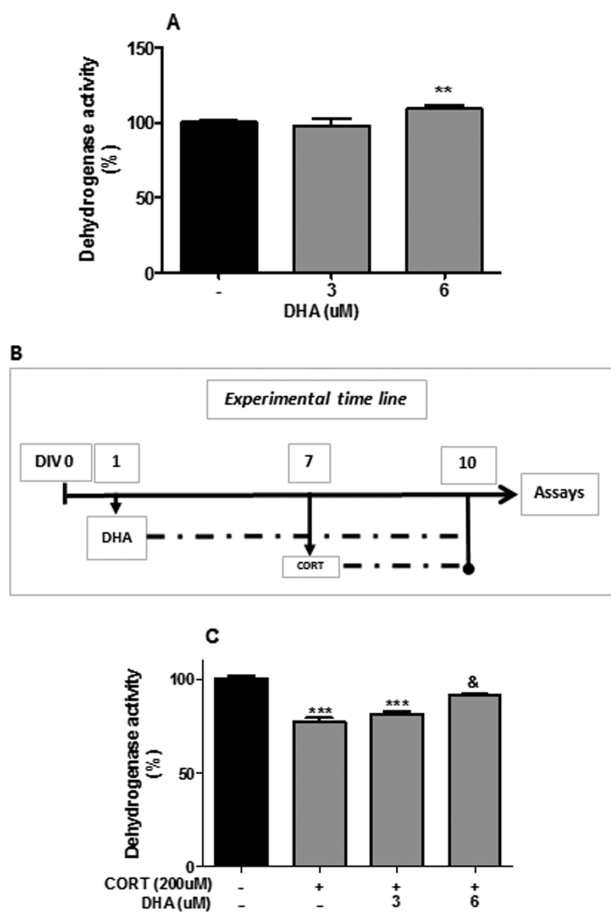 A
Dehydrogenase activity
(%)
150
100
50
0
**
- 3 6
DHA (uM)
B
Experimental time line
DIV 0 1 7 10
Assays
DHA
CORT
C
Dehydrogenase activity
(%)
100
50
0
*** *** &
CORT (200uM) - + + +
DHA (uM) - - 3 6